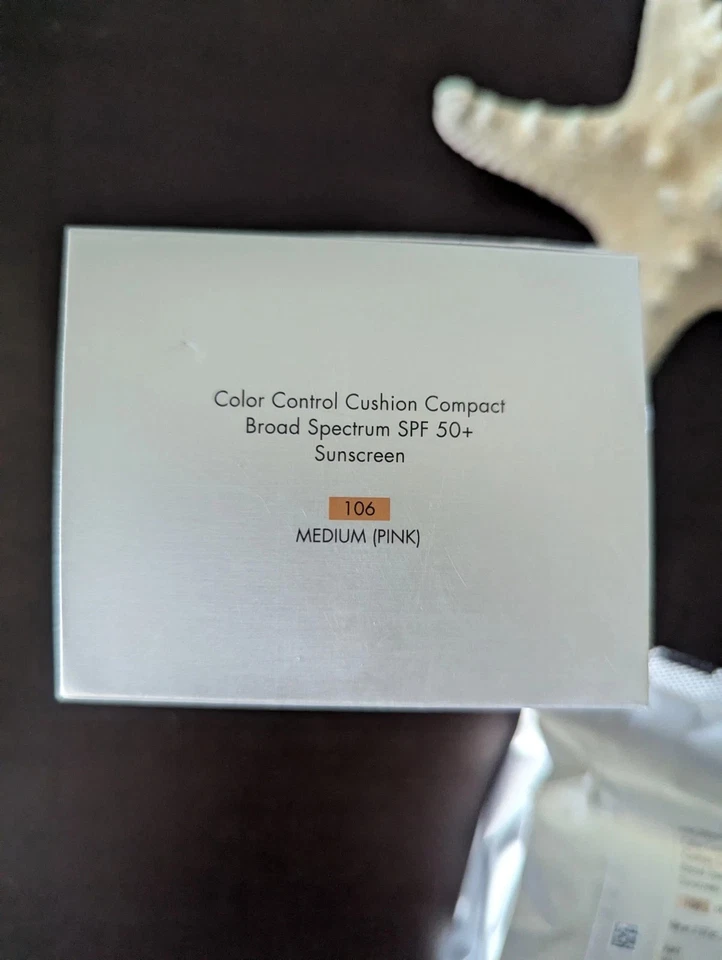 Color Control Cushion Compact
Broad Spectrum SPF 50+
Sunscreen
106
MEDIUM (PINK)